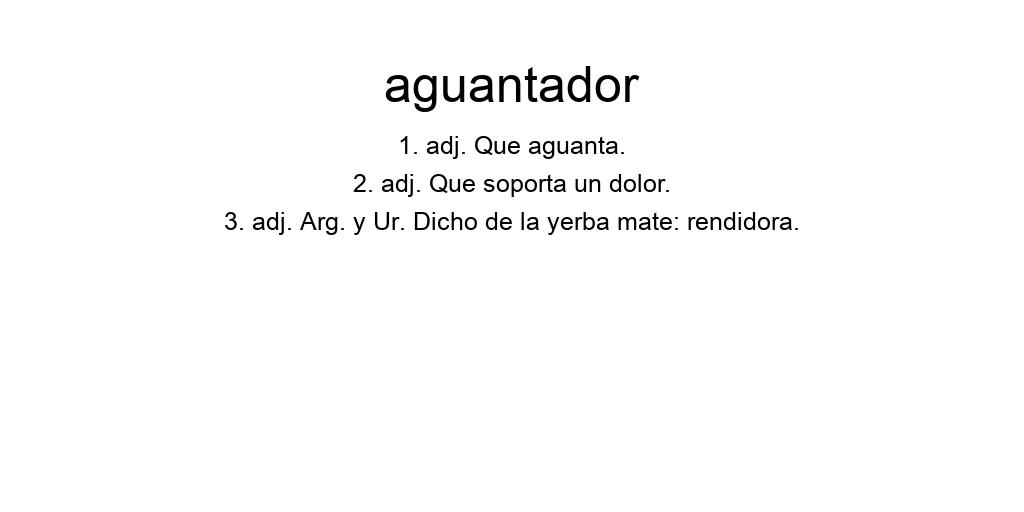 aguantador
1. adj. Que aguanta.
2. adj. Que soporta un dolor.
3. adj. Arg. y Ur. Dicho de la yerba mate: rendidora.